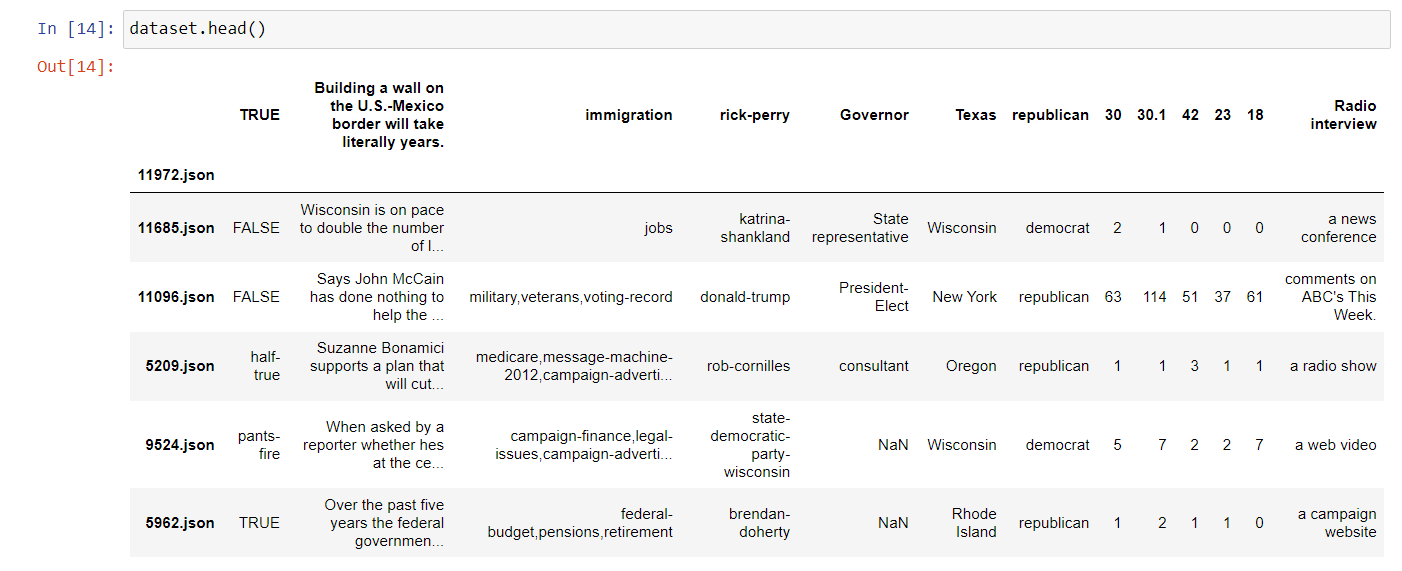 In [14]: dataset.head()
Out[14]:
TRUE Building a wall on the U.S.-Mexico border will take literally years. immigration rick-perry Governor Texas republican 30 30.1 42 23 18 Radio interview
11972.json
11685.json FALSE Wisconsin is on pace to double the number of l... jobs katrina-shankland State representative Wisconsin democrat 2 1 0 0 0 a news conference
11096.json FALSE Says John McCain has done nothing to help the ... military,veterans,voting-record donald-trump President-Elect New York republican 63 114 51 37 61 comments on ABC's This Week.
5209.json half-true Suzanne Bonamici supports a plan that will cut... medicare,message-machine-2012,campaign-adverti... rob-cornilles consultant Oregon republican 1 1 3 1 1 a radio show
9524.json pants-fire When asked by a reporter whether hes at the ce... campaign-finance,legal-issues,campaign-adverti... state-democratic-party-wisconsin NaN Wisconsin democrat 5 7 2 2 7 a web video
5962.json TRUE Over the past five years the federal governmen... federal-budget,pensions,retirement brendan-doherty NaN Rhode Island republican 1 2 1 1 0 a campaign website